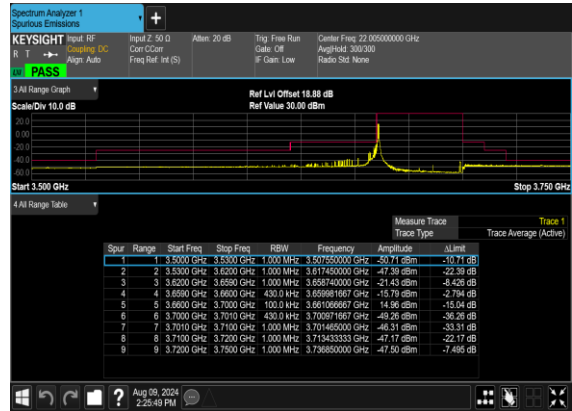 Spectrum Analyzer 1
Spurious Emissions
KEYSIGHT Input: RF Input Z: 50 Ω Atten: 20 dB Trig: Free Run Center Freq: 22.005000000 GHz
R T Coupling: DC Corr CCorr Gate: Off Avg|Hold: 300/300
Align: Auto Freq Ref: Int (S) IF Gain: Low Radio Std: None
PASS
3 All Range Graph Ref Lvl Offset 18.88 dB
Scale/Div 10.0 dB Ref Value 30.00 dBm
20.0
0.00
-20.0
-40.0
-60.0
Start 3.500 GHz Stop 3.750 GHz
4 All Range Table
Measure Trace Trace 1
Trace Type Trace Average (Active)
Spur Range Start Freq Stop Freq RBW Frequency Amplitude ΔLimit
1 1 3.5000 GHz 3.5300 GHz 1.000 MHz 3.507550000 GHz -50.71 dBm -10.71 dB
2 2 3.5300 GHz 3.6200 GHz 1.000 MHz 3.617450000 GHz -47.39 dBm -22.39 dB
3 3 3.6200 GHz 3.6590 GHz 1.000 MHz 3.658740000 GHz -21.43 dBm -8.426 dB
4 4 3.6590 GHz 3.6600 GHz 430.0 kHz 3.659981667 GHz -15.79 dBm -2.794 dB
5 5 3.6600 GHz 3.7000 GHz 100.0 kHz 3.661066667 GHz 14.96 dBm -15.04 dB
6 6 3.7000 GHz 3.7010 GHz 430.0 kHz 3.700971667 GHz -49.26 dBm -36.26 dB
7 7 3.7010 GHz 3.7100 GHz 1.000 MHz 3.701465000 GHz -46.31 dBm -33.31 dB
8 8 3.7100 GHz 3.7200 GHz 1.000 MHz 3.713433333 GHz -47.17 dBm -22.17 dB
9 9 3.7200 GHz 3.7500 GHz 1.000 MHz 3.736850000 GHz -47.50 dBm -7.495 dB
Aug 09, 2024
2:25:49 PM